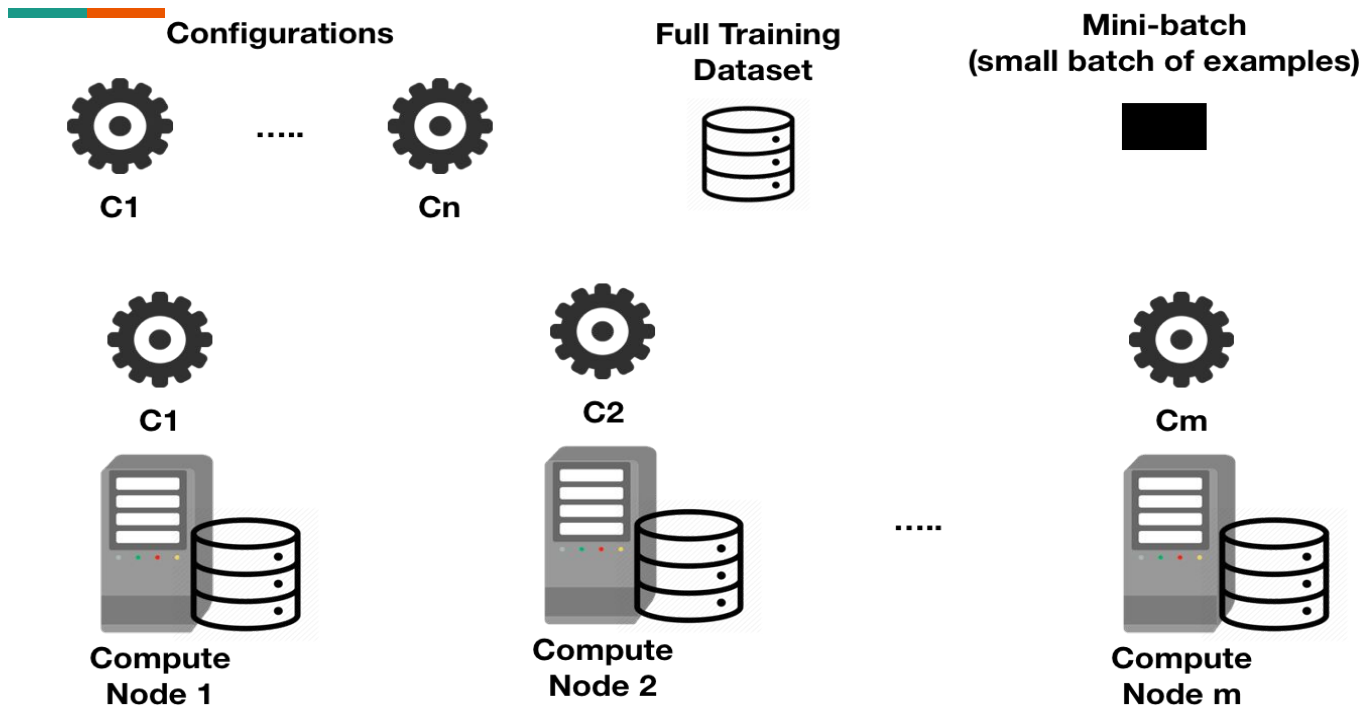 Configurations
Full Training
Dataset
Mini-batch
(small batch of examples)
.....
C1
Cn
C1
C2
Cm
.....
Compute
Node 1
Compute
Node 2
Compute
Node m